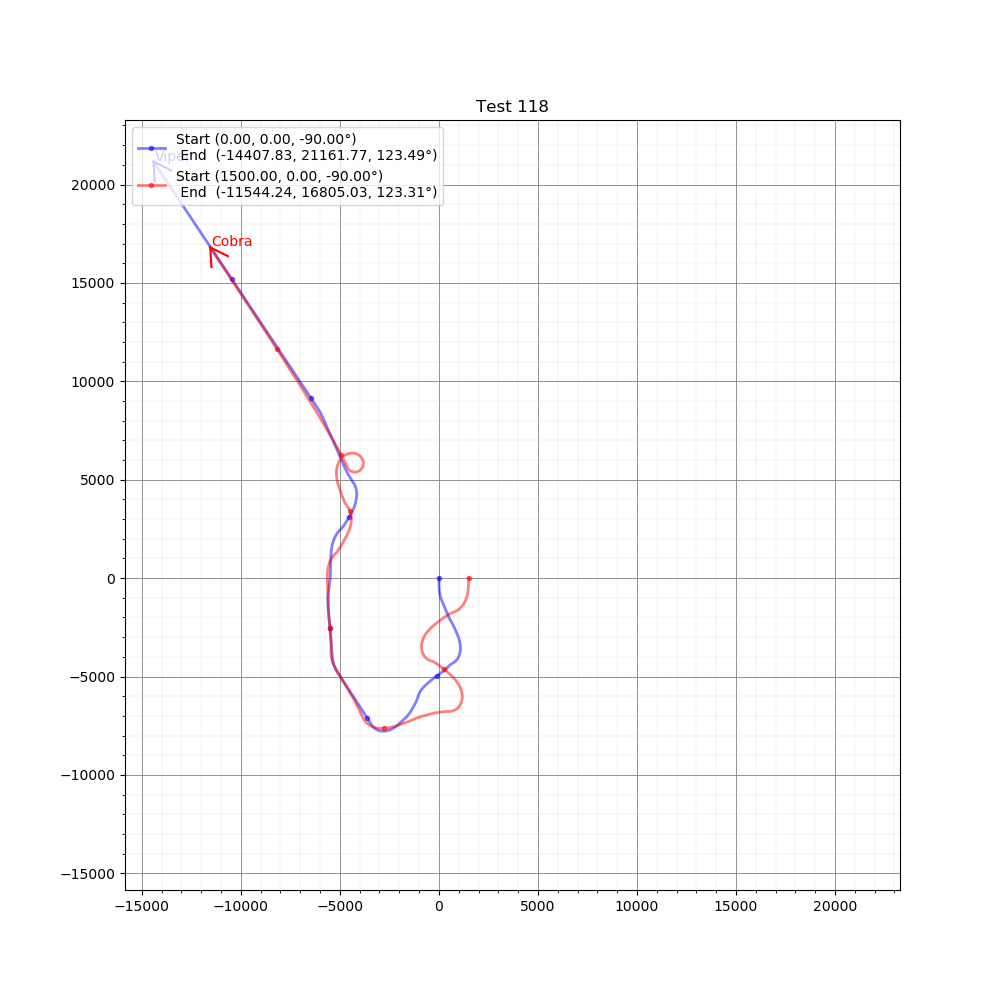 Test 118
Start (0.00, 0.00, -90.00°)
End (-14407.83, 21161.77, 123.49°)
Start (1500.00, 0.00, -90.00°)
End (-11544.24, 16805.03, 123.31°)
Viper
Cobra
20000
15000
10000
5000
0
−5000
−10000
−15000
−15000 −10000 −5000 0 5000 10000 15000 20000